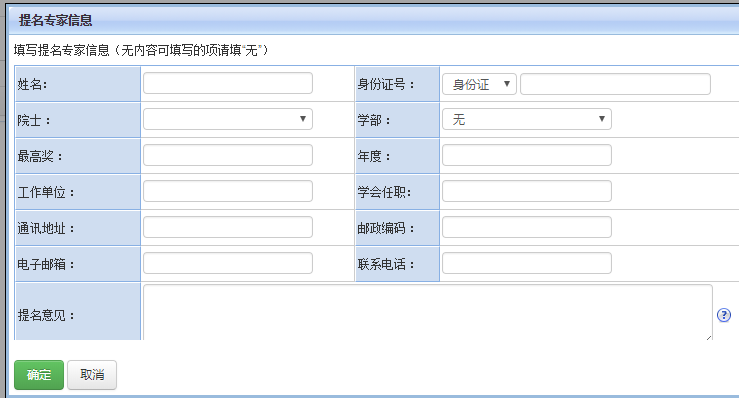 提名专家信息
填写提名专家信息（无内容可填写的项请填“无”）
姓名: 身份证号： 身份证
院士： 学部： 无
最高奖： 年度：
工作单位： 学会任职:
通讯地址： 邮政编码：
电子邮箱： 联系电话：
提名意见： ?
确定 取消